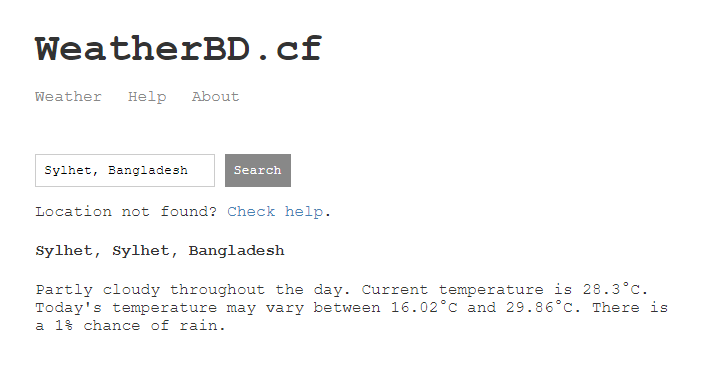 WeatherBD.cf
Weather Help About
Sylhet, Bangladesh Search
Location not found? Check help.
Sylhet, Sylhet, Bangladesh
Partly cloudy throughout the day. Current temperature is 28.3°C.
Today's temperature may vary between 16.02°C and 29.86°C. There is
a 1% chance of rain.